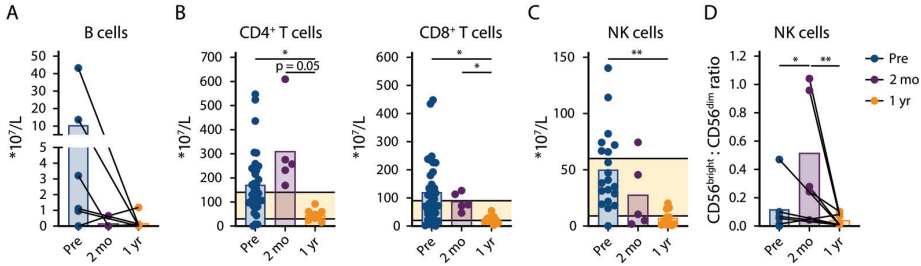 A
B cells
*10⁷/L
50
40
30
20
10
5
4
3
2
1
0
Pre
2 mo
1 yr
B
CD4⁺ T cells
*10⁷/L
700
600
500
400
300
200
100
0
*
p = 0.05
Pre
2 mo
1 yr
CD8⁺ T cells
*10⁷/L
700
600
500
400
300
200
100
0
*
*
Pre
2 mo
1 yr
C
NK cells
*10⁷/L
150
100
50
0
**
Pre
2 mo
1 yr
D
NK cells
CD56ᵇʳⁱᵍʰᵗ : CD56ᵈⁱᵐ ratio
1.2
1.0
0.8
0.6
0.4
0.2
0.0
*
**
Pre
2 mo
1 yr
Pre
2 mo
1 yr